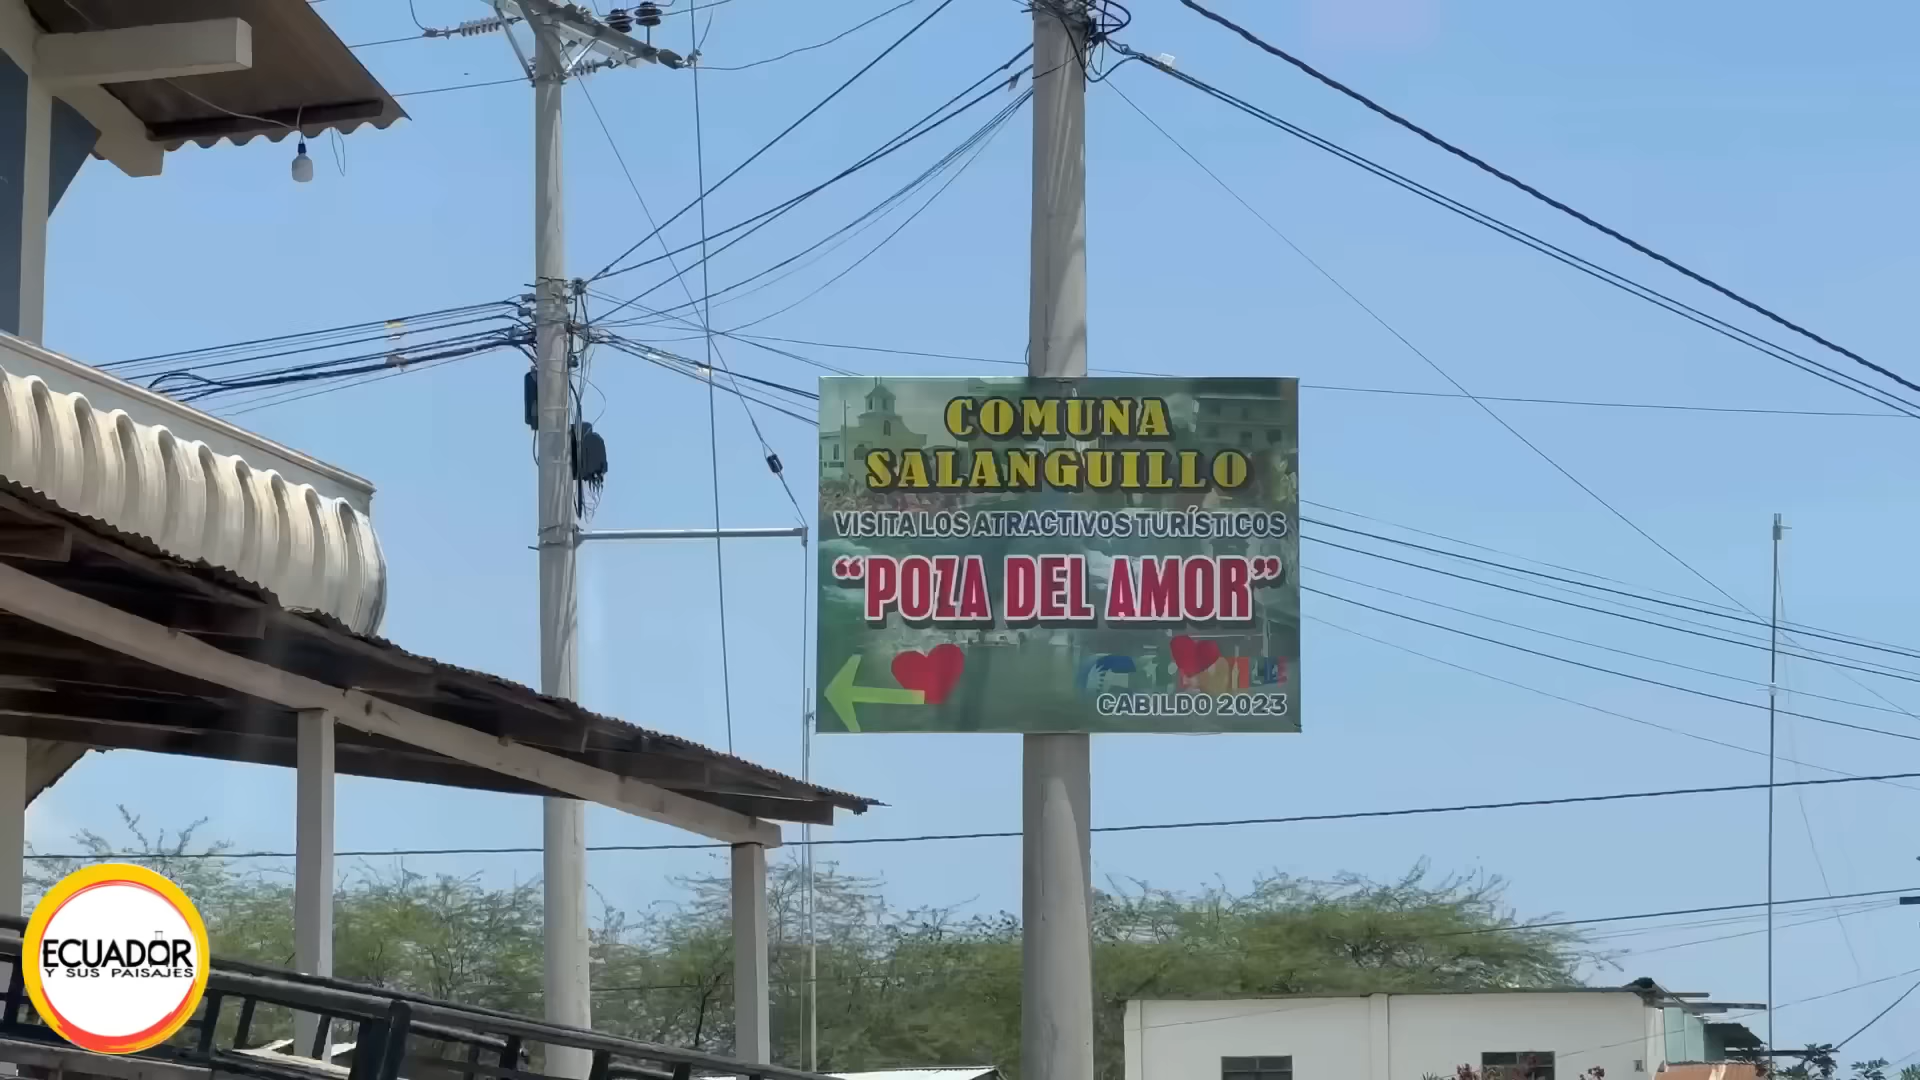 COMUNA
SALANGUILLO
VISITA LOS ATRACTIVOS TURÍSTICOS
"POZA DEL AMOR"
CABILDO 2023
ECUADOR
Y SUS PAISAJES